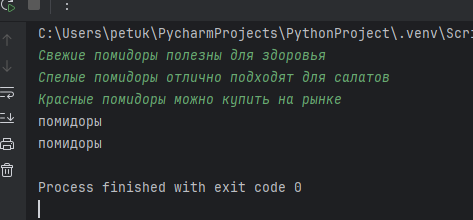 C:\Users\petuk\PycharmProjects\PythonProject\.venv\Scri
Свежие помидоры полезны для здоровья
Спелые помидоры отлично подходят для салатов
Красные помидоры можно купить на рынке
помидоры
помидоры
Process finished with exit code 0